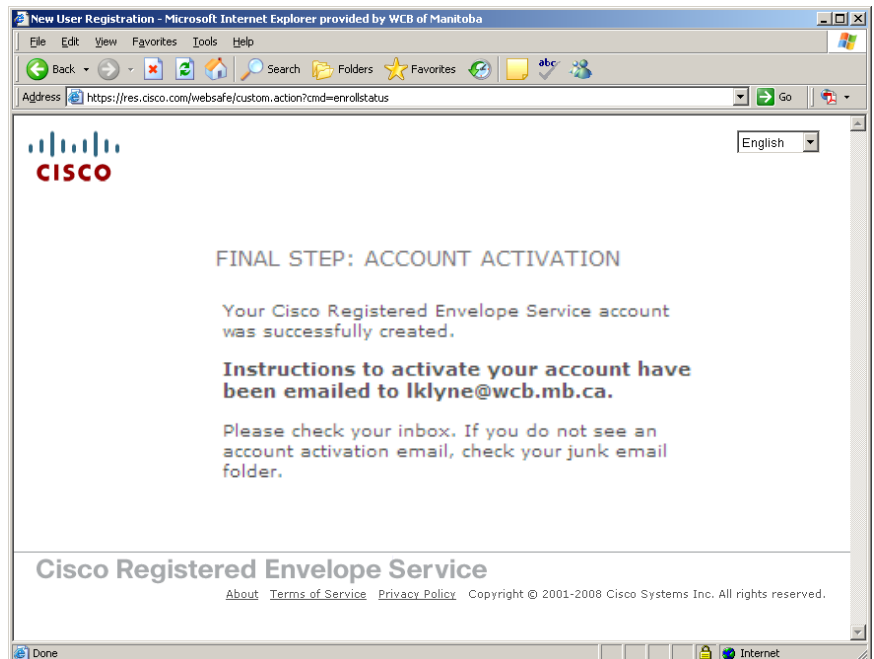 New User Registration - Microsoft Internet Explorer provided by WCB of Manitoba
File Edit View Favorites Tools Help
Back Search Folders Favorites abc
Address https://res.cisco.com/websafe/custom.action?cmd=enrollstatus Go
English
CISCO
FINAL STEP: ACCOUNT ACTIVATION
Your Cisco Registered Envelope Service account
was successfully created.
Instructions to activate your account have
been emailed to lklyne@wcb.mb.ca.
Please check your inbox. If you do not see an
account activation email, check your junk email
folder.
Cisco Registered Envelope Service
About Terms of Service Privacy Policy Copyright © 2001-2008 Cisco Systems Inc. All rights reserved.
Done Internet